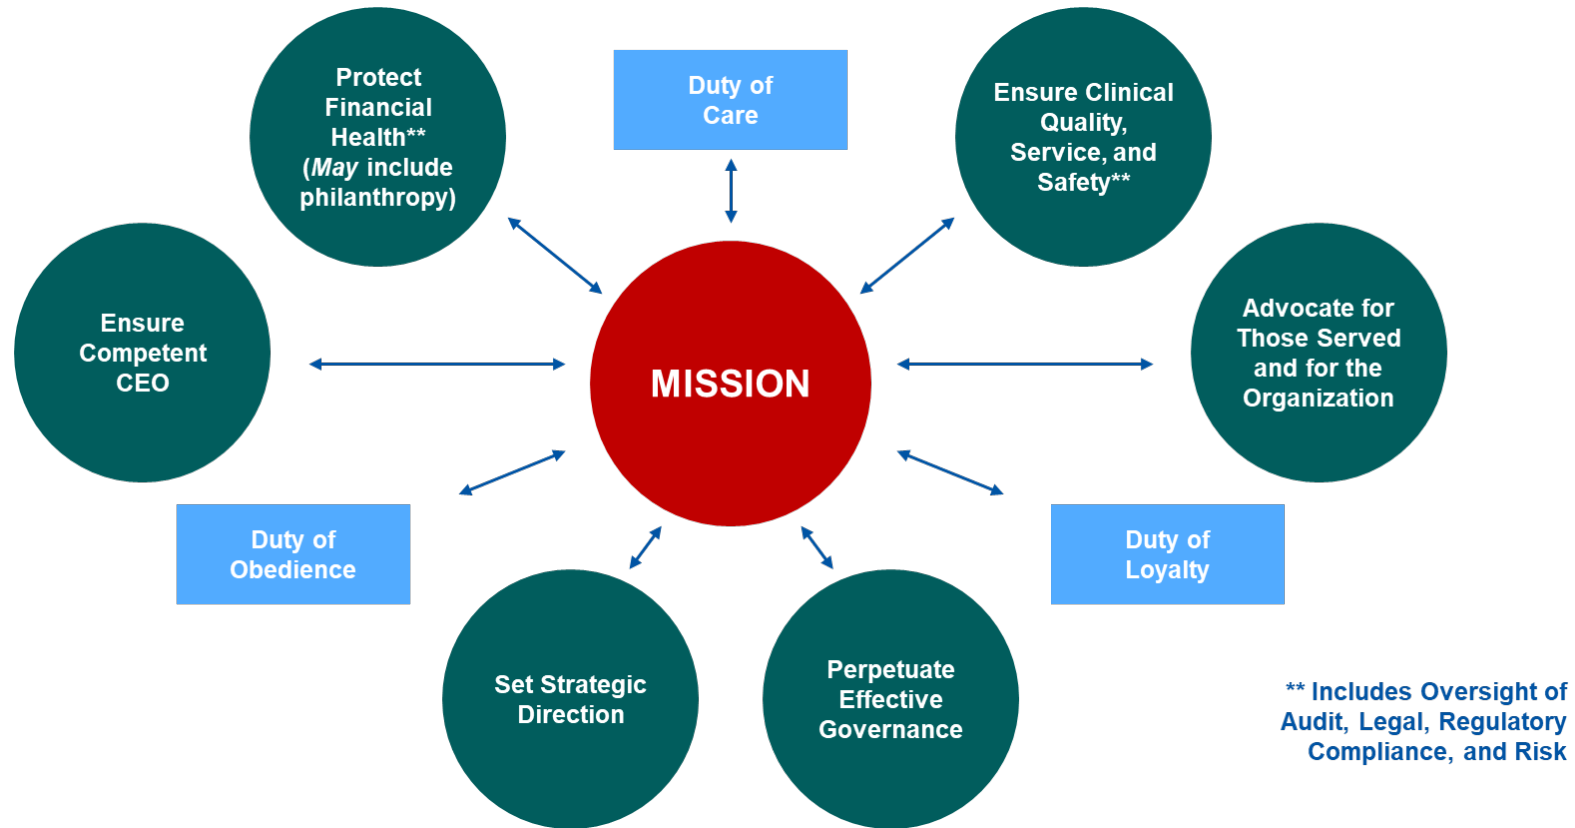 Protect
Financial
Health**
(May include
philanthropy)
Duty of
Care
Ensure Clinical
Quality,
Service, and
Safety**
Ensure
Competent
CEO
MISSION
Advocate for
Those Served
and for the
Organization
Duty of
Obedience
Duty of
Loyalty
Set Strategic
Direction
Perpetuate
Effective
Governance
** Includes Oversight of
Audit, Legal, Regulatory
Compliance, and Risk